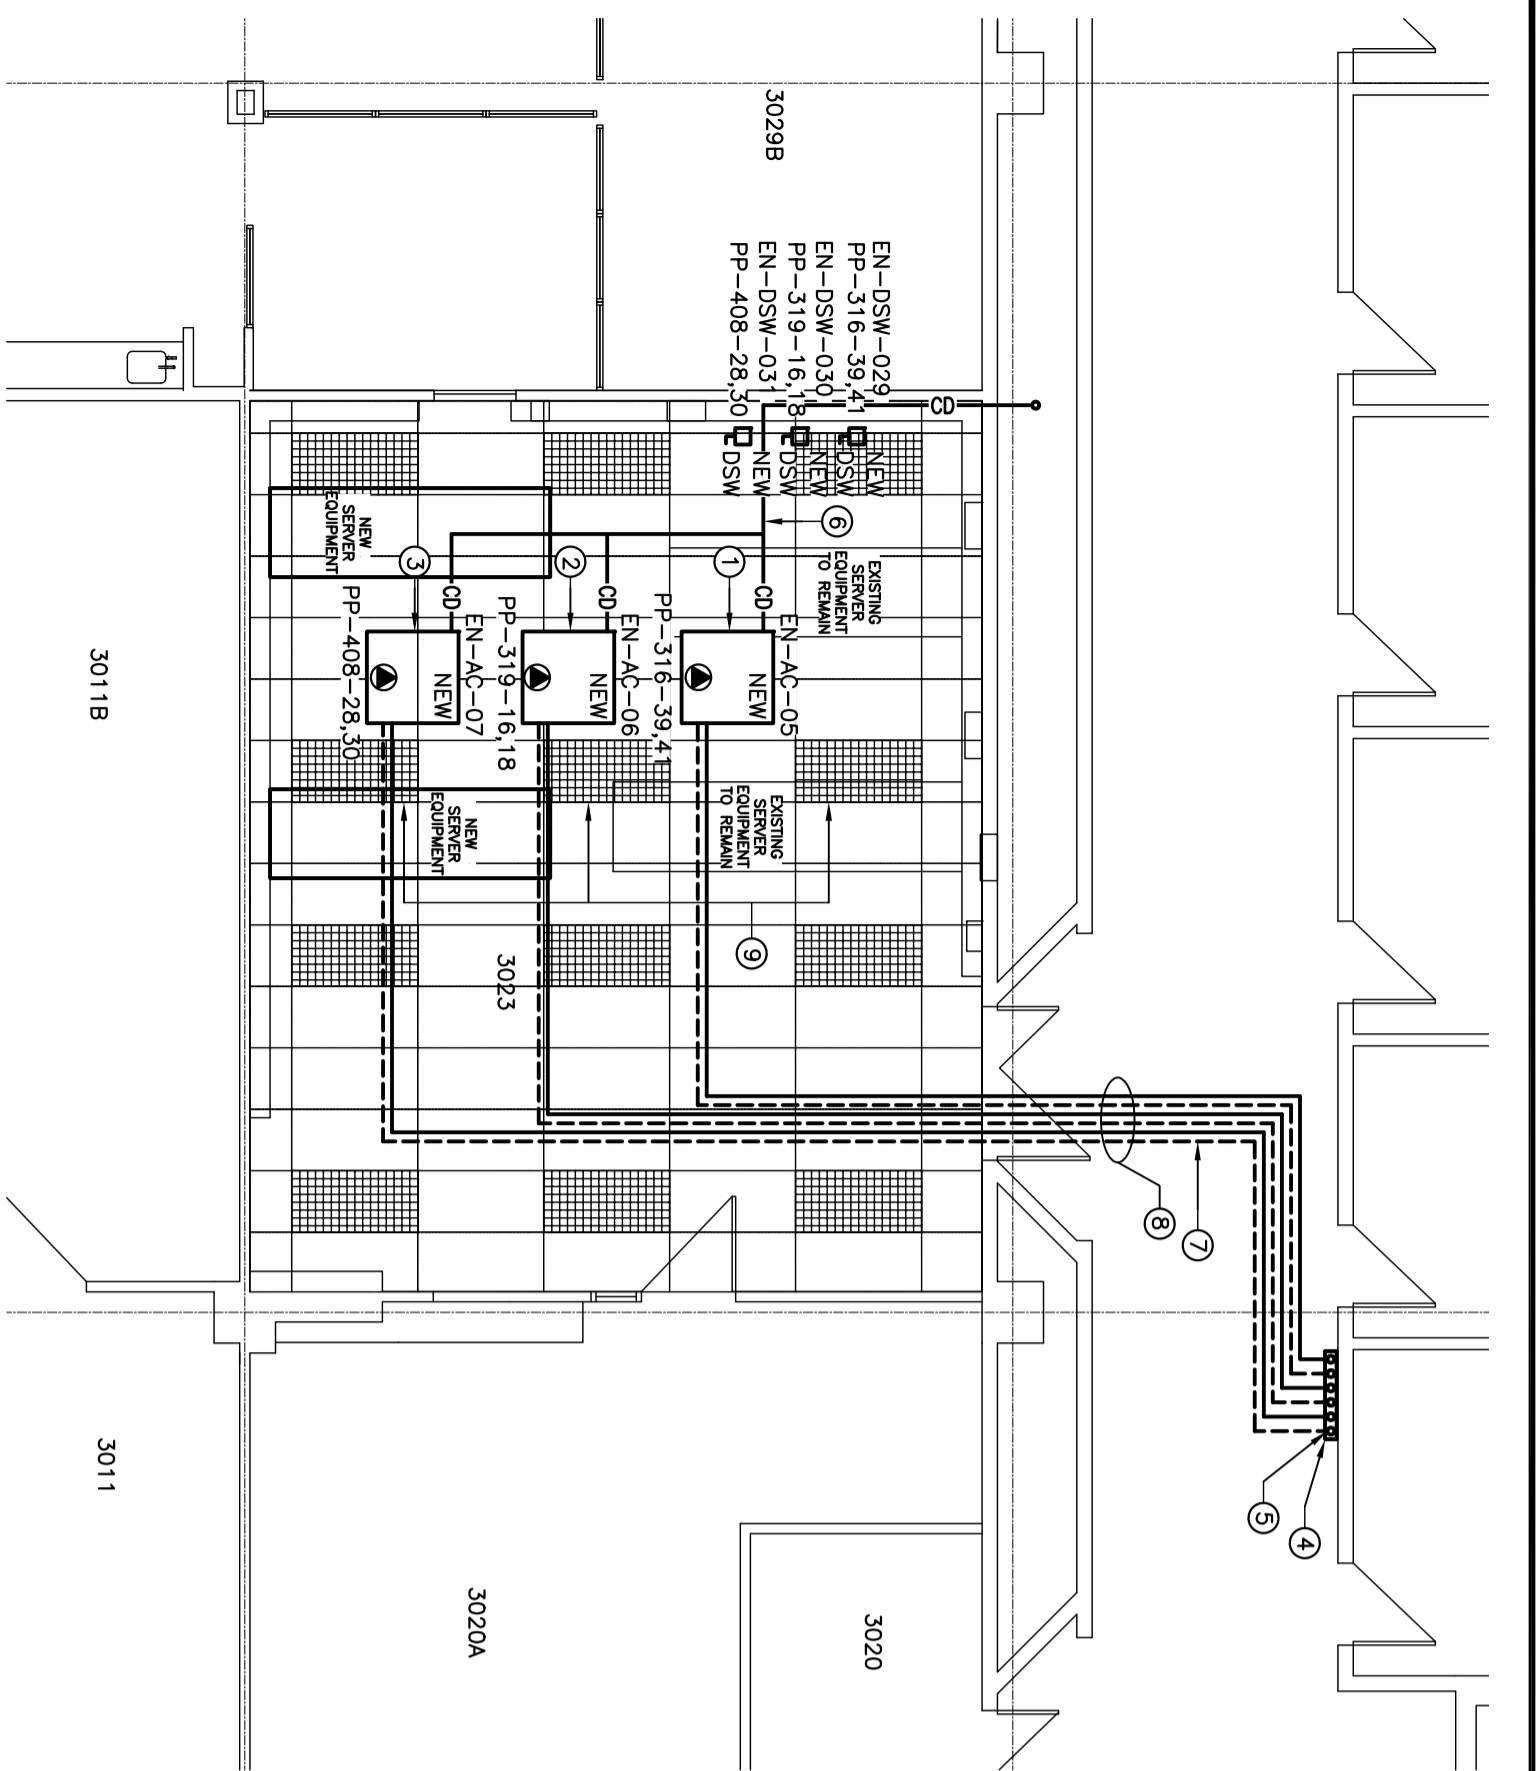 3029B
EN-DSW-029
PP-316-39,41
EN-DSW-030
PP-319-16,18
EN-DSW-031
PP-408-28,30
CD
NEW
DSW
NEW
DSW
NEW
DSW
6
EXISTING
SERVER
EQUIPMENT
TO REMAIN
NEW
SERVER
EQUIPMENT
1
2
3
CD
CD
CD
EN-AC-05
PP-316-39,41
NEW
EN-AC-06
PP-319-16,18
NEW
EN-AC-07
PP-408-28,30
NEW
EXISTING
SERVER
EQUIPMENT
TO REMAIN
NEW
SERVER
EQUIPMENT
9
3023
3011B
8
7
5
4
3011
3020A
3020